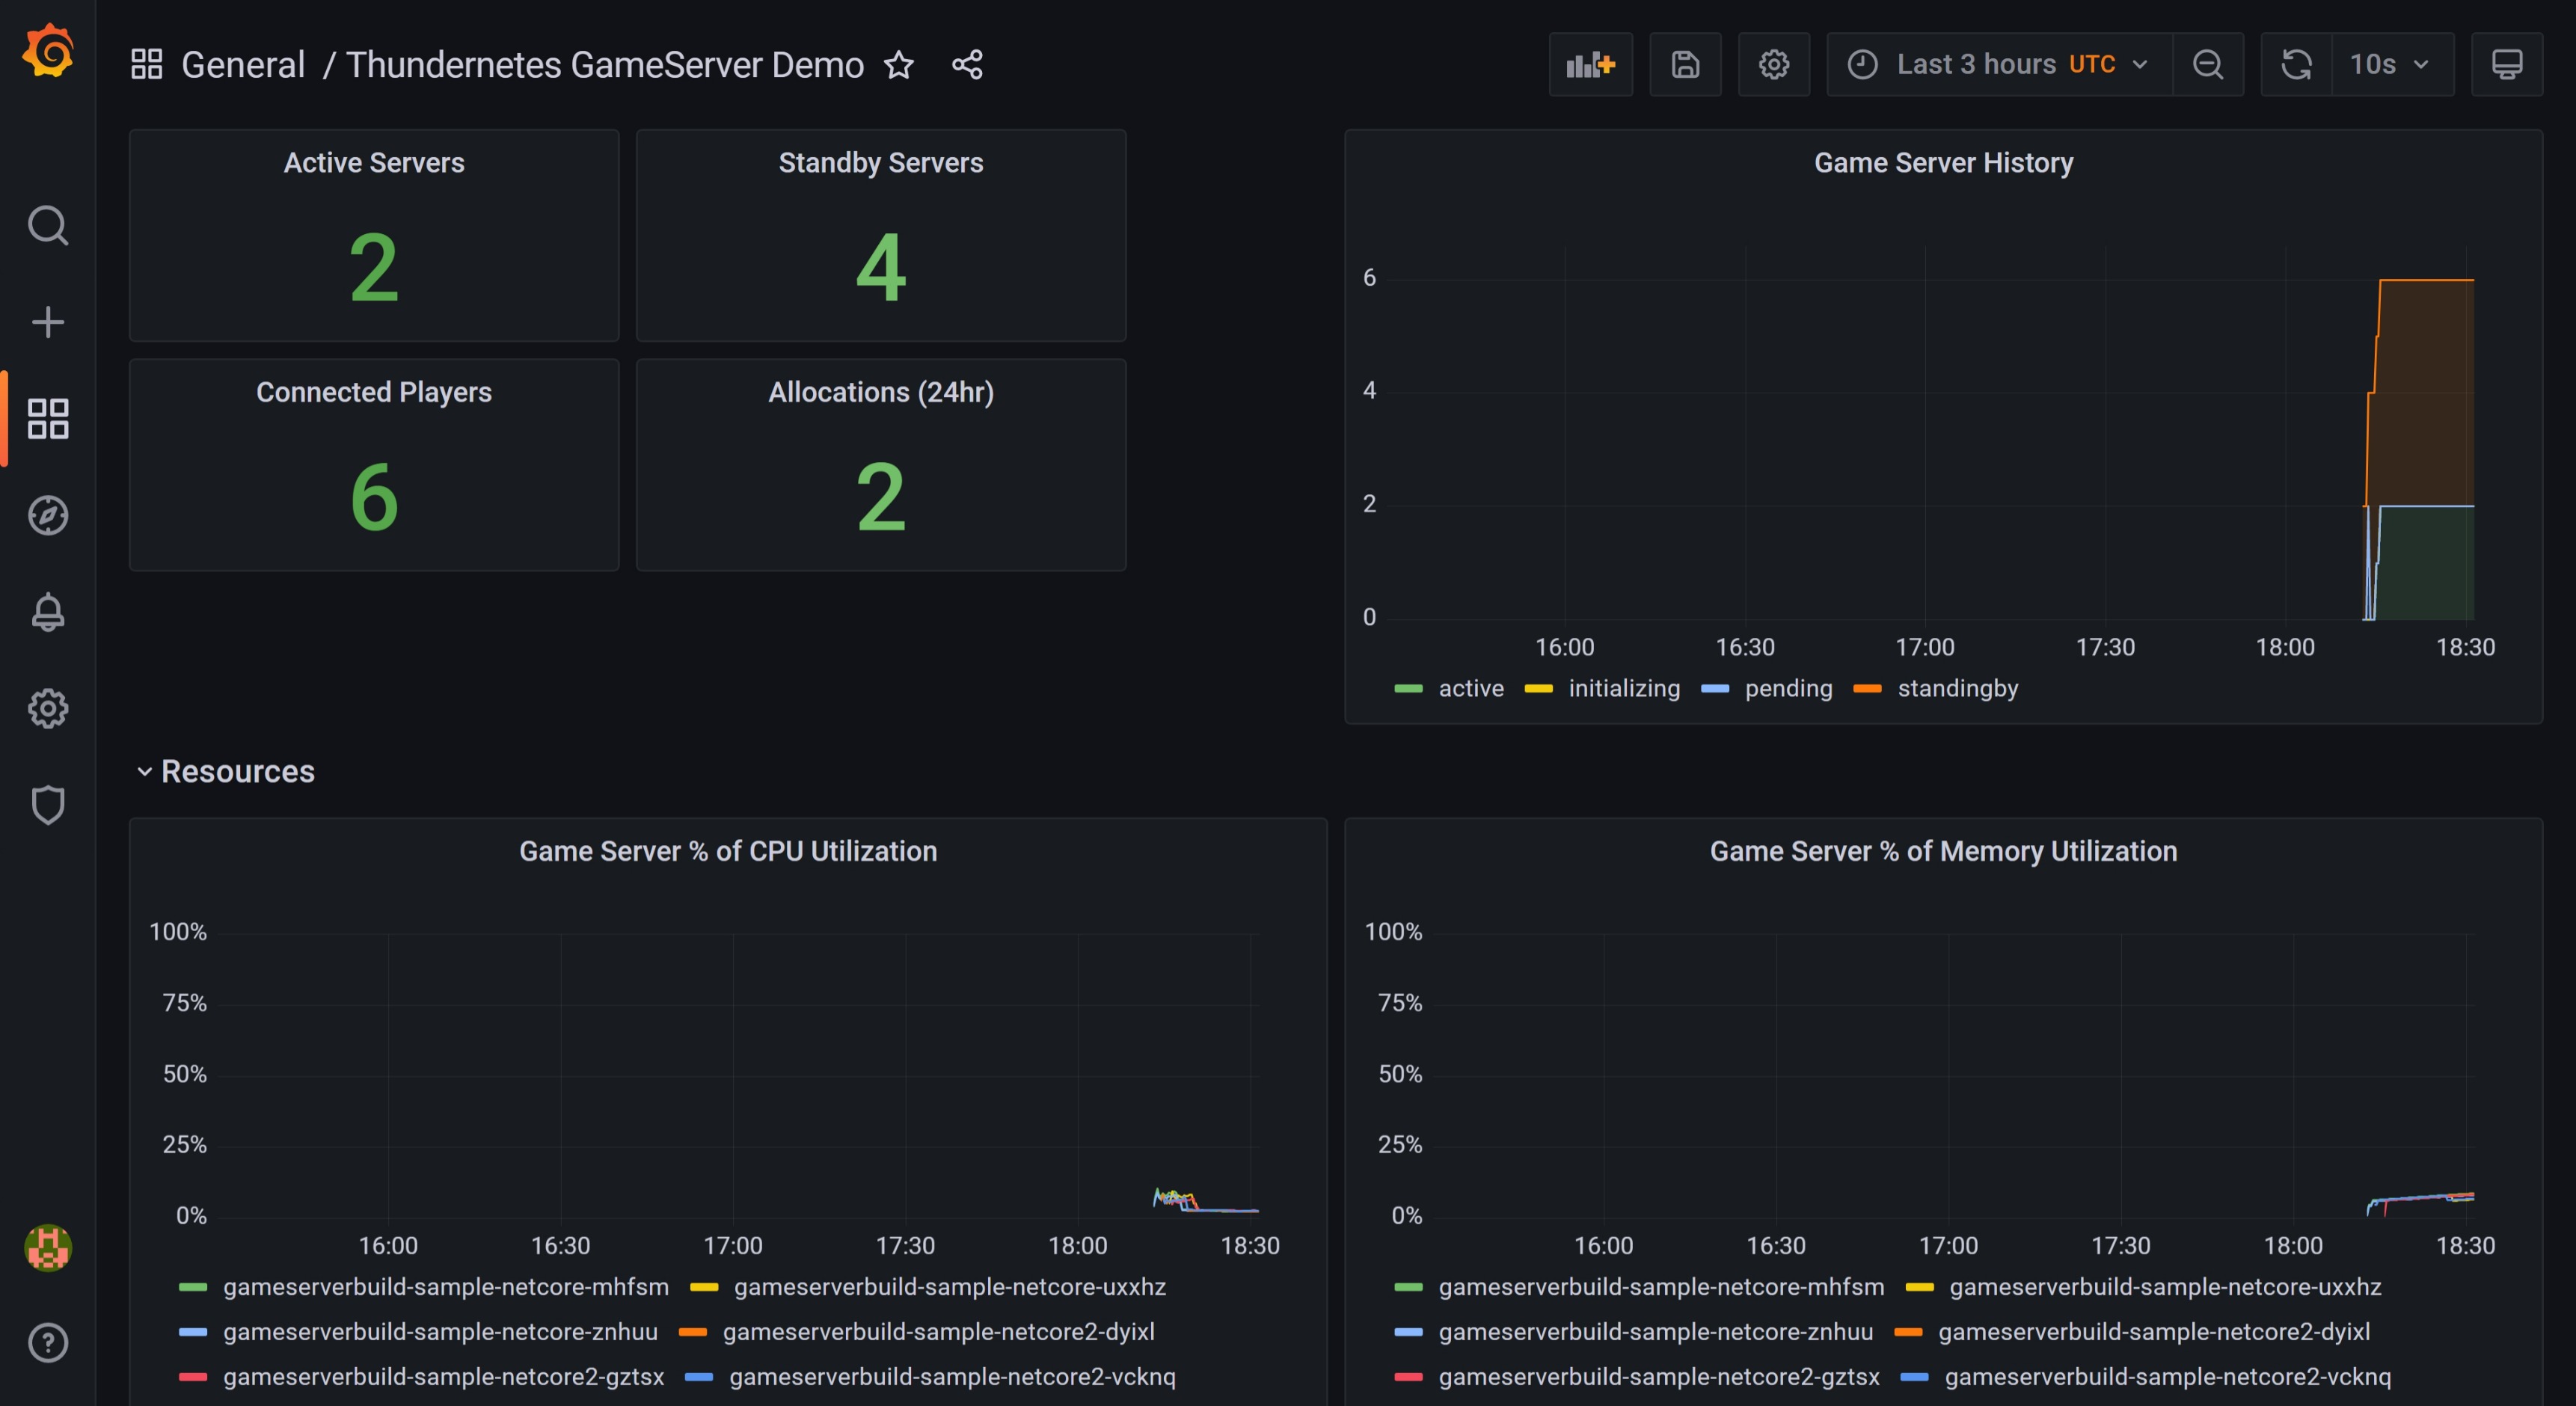 General / Thundernetes GameServer Demo
Last 3 hours UTC
10s
Active Servers
2
Standby Servers
4
Connected Players
6
Allocations (24hr)
2
Game Server History
6
4
2
0
16:00 16:30 17:00 17:30 18:00 18:30
active initializing pending standingby
Resources
Game Server % of CPU Utilization
100%
75%
50%
25%
0%
16:00 16:30 17:00 17:30 18:00 18:30
gameserverbuild-sample-netcore-mhfsm gameserverbuild-sample-netcore-uxxhz
gameserverbuild-sample-netcore-znhuu gameserverbuild-sample-netcore2-dyixl
gameserverbuild-sample-netcore2-gztsx gameserverbuild-sample-netcore2-vcknq
Game Server % of Memory Utilization
100%
75%
50%
25%
0%
16:00 16:30 17:00 17:30 18:00 18:30
gameserverbuild-sample-netcore-mhfsm gameserverbuild-sample-netcore-uxxhz
gameserverbuild-sample-netcore-znhuu gameserverbuild-sample-netcore2-dyixl
gameserverbuild-sample-netcore2-gztsx gameserverbuild-sample-netcore2-vcknq